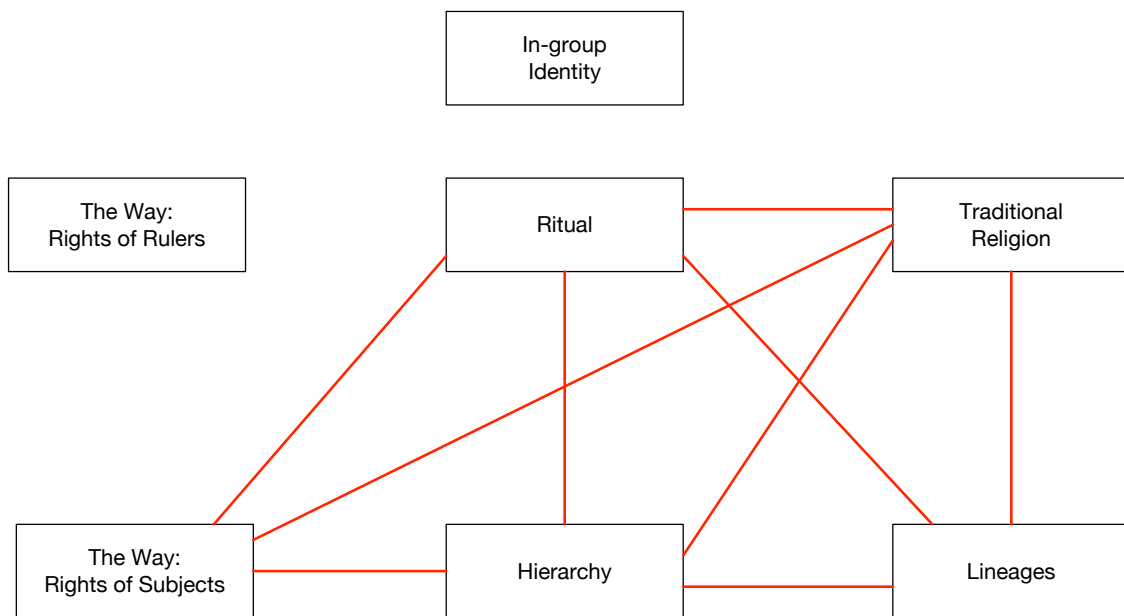 In-group
Identity
The Way:
Rights of Rulers
Ritual
Traditional
Religion
The Way:
Rights of Subjects
Hierarchy
Lineages